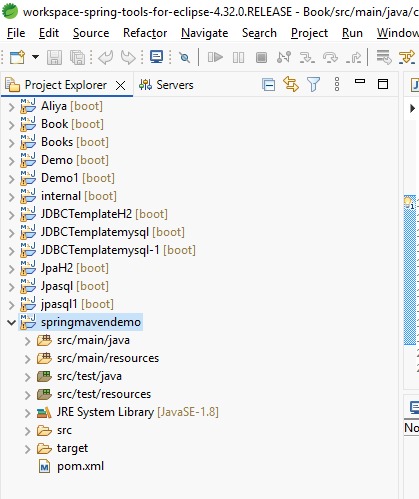 workspace-spring-tools-for-eclipse-4.32.0.RELEASE - Book/src/main/java/c
File Edit Source Refactor Navigate Search Project Run Window
Project Explorer Servers
Aliya [boot]
Book [boot]
Books [boot]
Demo [boot]
Demo1 [boot]
internal [boot]
JDBCTemplateH2 [boot]
JDBCTemplatemysql [boot]
JDBCTemplatemysql-1 [boot]
JpaH2 [boot]
Jpasql [boot]
jpasql1 [boot]
springmavendemo
src/main/java
src/main/resources
src/test/java
src/test/resources
JRE System Library [JavaSE-1.8]
src
target
No
pom.xml